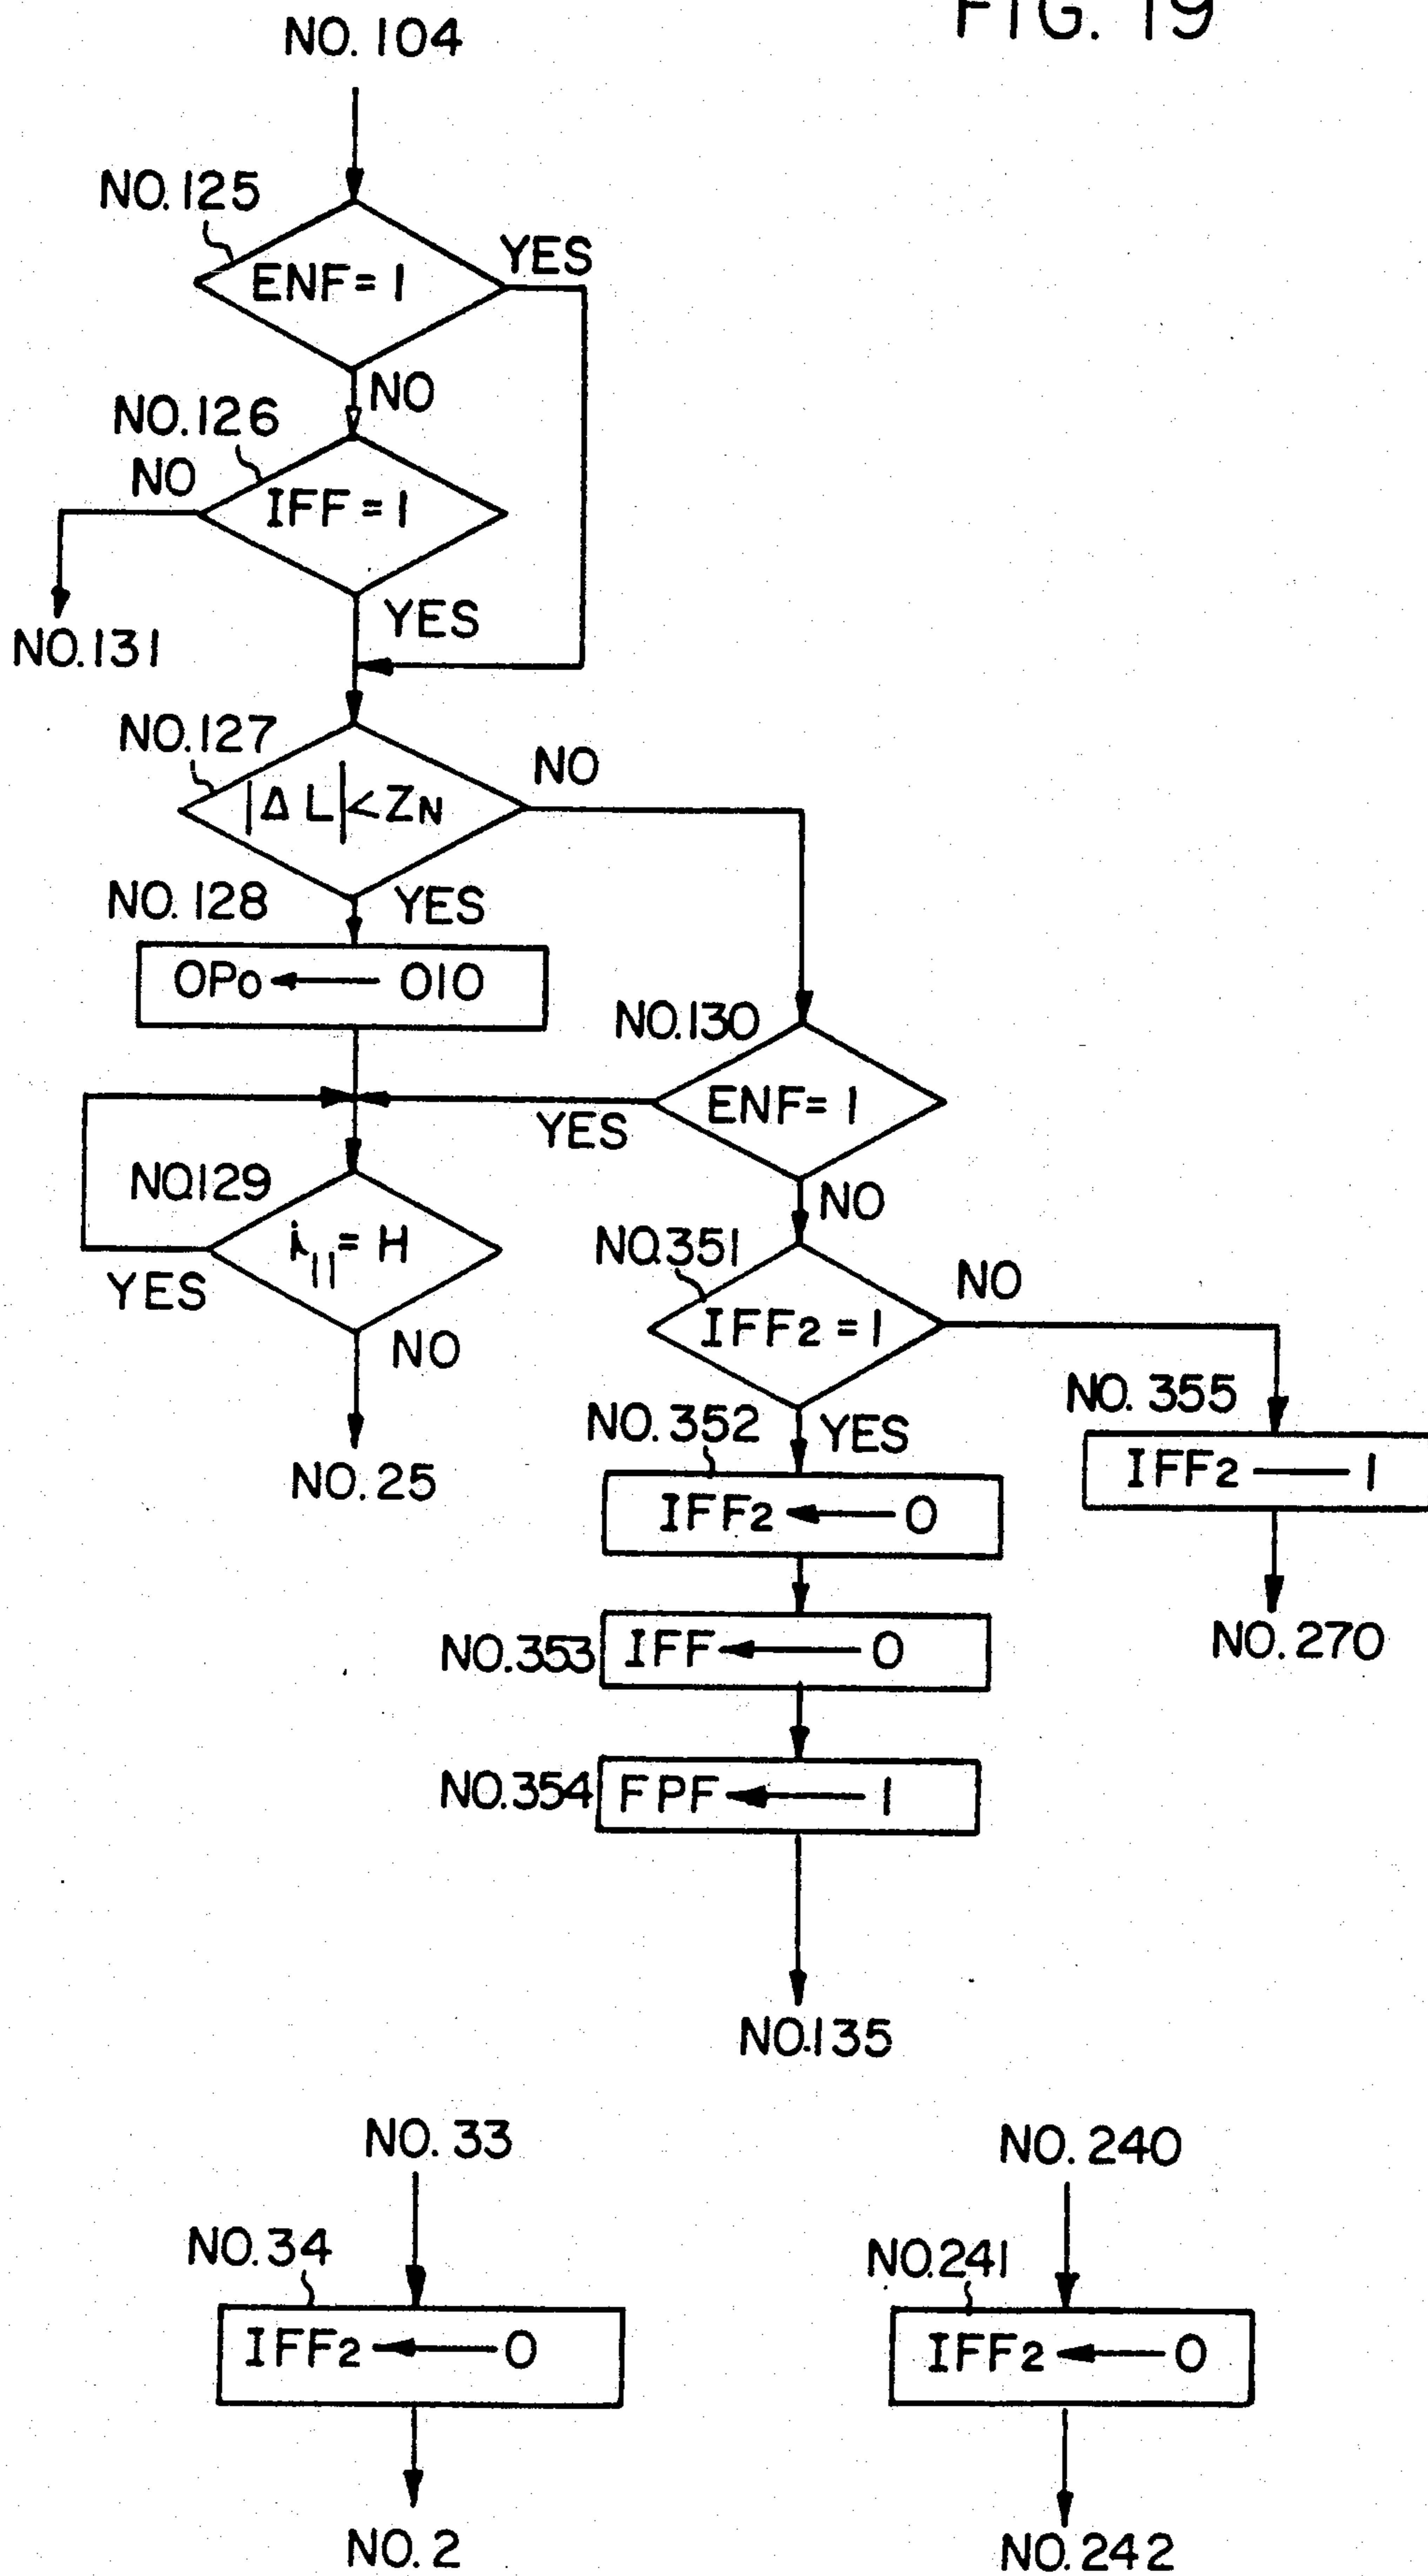 FIG. 19
NO. 104
NO. 125
ENF = 1
YES
NO
NO. 126
IFF = 1
NO
YES
NO. 131
NO. 127
|Δ L| < ZN
NO
YES
NO. 128
OPo ← 010
NO. 130
ENF = 1
YES
NO
NO. 129
i11 = H
YES
NO
NO. 25
NO. 351
IFF2 = 1
NO
YES
NO. 355
IFF2 — 1
NO. 270
NO. 352
IFF2 ← 0
NO. 353
IFF ← 0
NO. 354
FPF ← 1
NO. 135
NO. 33
NO. 34
IFF2 ← 0
NO. 2
NO. 240
NO. 241
IFF2 ← 0
NO. 242